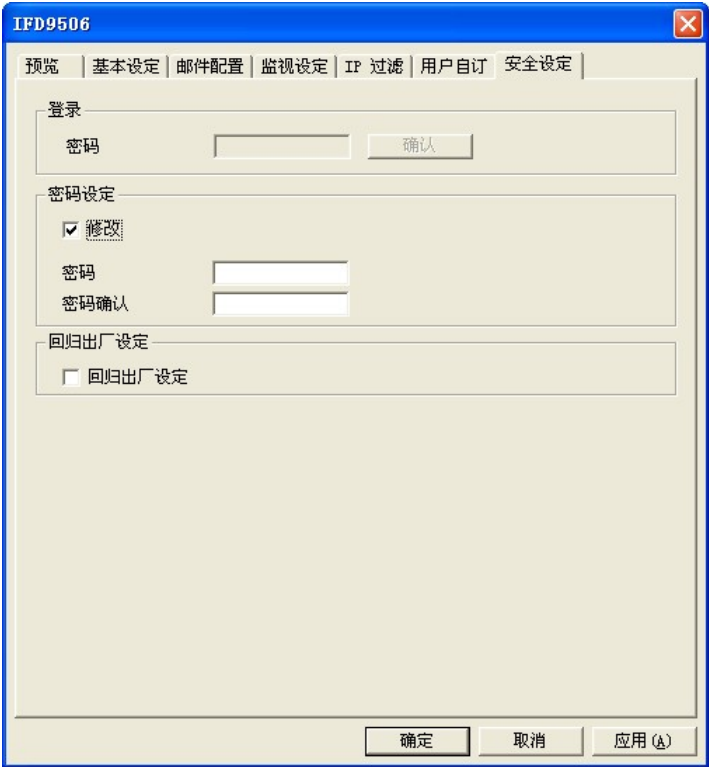 IFD9506
预览 基本设定 邮件配置 监视设定 IP 过滤 用户自订 安全设定
登录
密码 确认
密码设定
修改
密码
密码确认
回归出厂设定
回归出厂设定
确定 取消 应用(A)